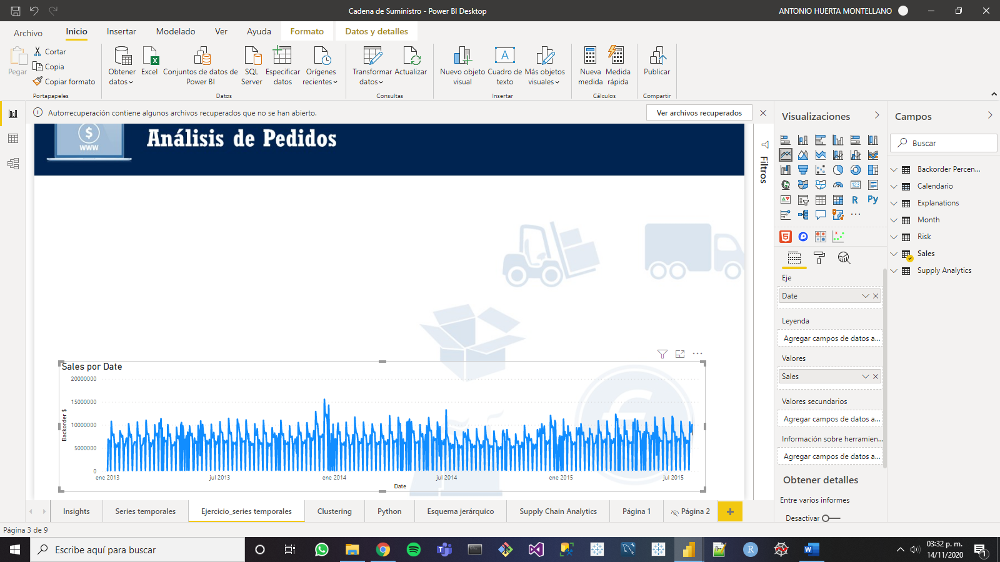 Cadena de Suministro - Power BI Desktop
ANTONIO HUERTA MONTELLANO
Archivo
Inicio
Insertar
Modelado
Ver
Ayuda
Formato
Datos y detalles
Pegar
Cortar
Copia
Copiar formato
Portapapeles
Obtener datos
Excel
Conjuntos de datos de Power BI
SQL Server
Especificar datos
Orígenes recientes
Datos
Transformar datos
Actualizar
Consultas
Nuevo objeto visual
A
Cuadro de texto
Más objetos visuales
Insertar
Nueva medida
Medida rápida
Cálculos
Publicar
Compartir
Autorrecuperación contiene algunos archivos recuperados que no se han abierto.
Ver archivos recuperados
$
WWW
Análisis de Pedidos
Filtros
Sales por Date
20000000
15000000
10000000
5000000
0
Backorder $
ene 2013
jul 2013
ene 2014
jul 2014
ene 2015
jul 2015
Date
Visualizaciones
123
R
Py
Eje
Date
Leyenda
Agregar campos de datos a...
Valores
Sales
Valores secundarios
Agregar campos de datos a...
Información sobre herramien...
Agregar campos de datos a...
Obtener detalles
Entre varios informes
Desactivar
Campos
Buscar
Backorder Percen...
Calendario
Explanations
Month
Risk
Sales
Supply Analytics
Insights
Series temporales
Ejercicio_series temporales
Clustering
Python
Esquema jerárquico
Supply Chain Analytics
Página 1
Página 2
Página 3 de 9
Escribe aquí para buscar
R
W
03:32 p. m.
14/11/2020
1